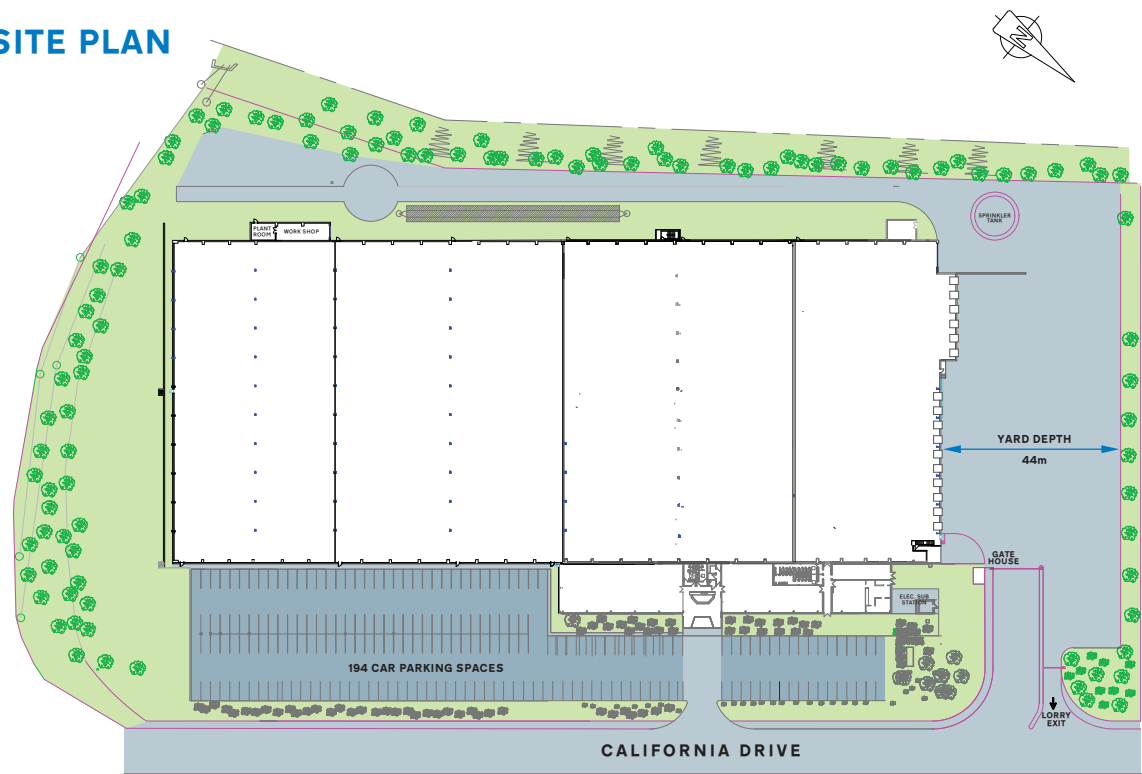 SITE PLAN
N
PLANT
ROOM
WORK SHOP
SPRINKLER
TANK
YARD DEPTH
44m
GATE
HOUSE
ELEC. SUB
STATION
194 CAR PARKING SPACES
LORRY
EXIT
CALIFORNIA DRIVE